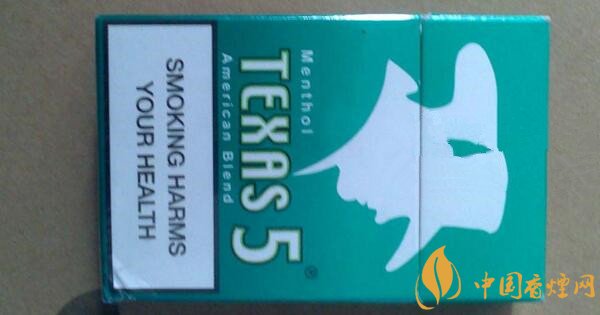 Menthol
TEXAS 5
®
American Blend
SMOKING HARMS
YOUR HEALTH
中国香烟网